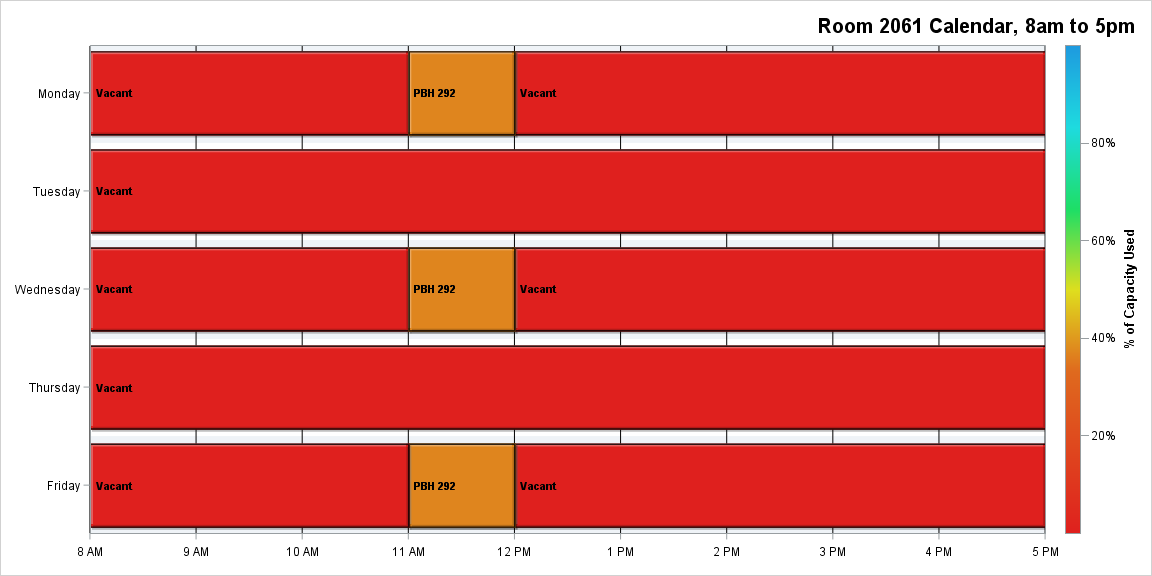 Room 2061 Calendar, 8am to 5pm
Monday Vacant PBH 292 Vacant
Tuesday Vacant
Wednesday Vacant PBH 292 Vacant
Thursday Vacant
Friday Vacant PBH 292 Vacant
8 AM 9 AM 10 AM 11 AM 12 PM 1 PM 2 PM 3 PM 4 PM 5 PM
80%
60%
40%
20%
% of Capacity Used